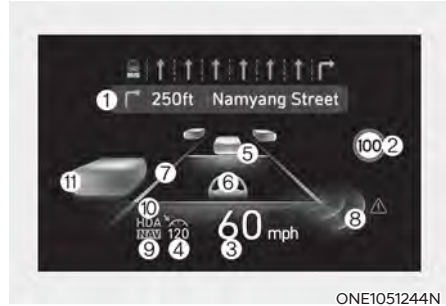 ① 250ft Namyang Street
100 ②
⑤
⑪ ⑦ ⑥
⑩ ⑧
HDA
NAV 120 60 mph
⑨ ④ ③
ONE1051244N